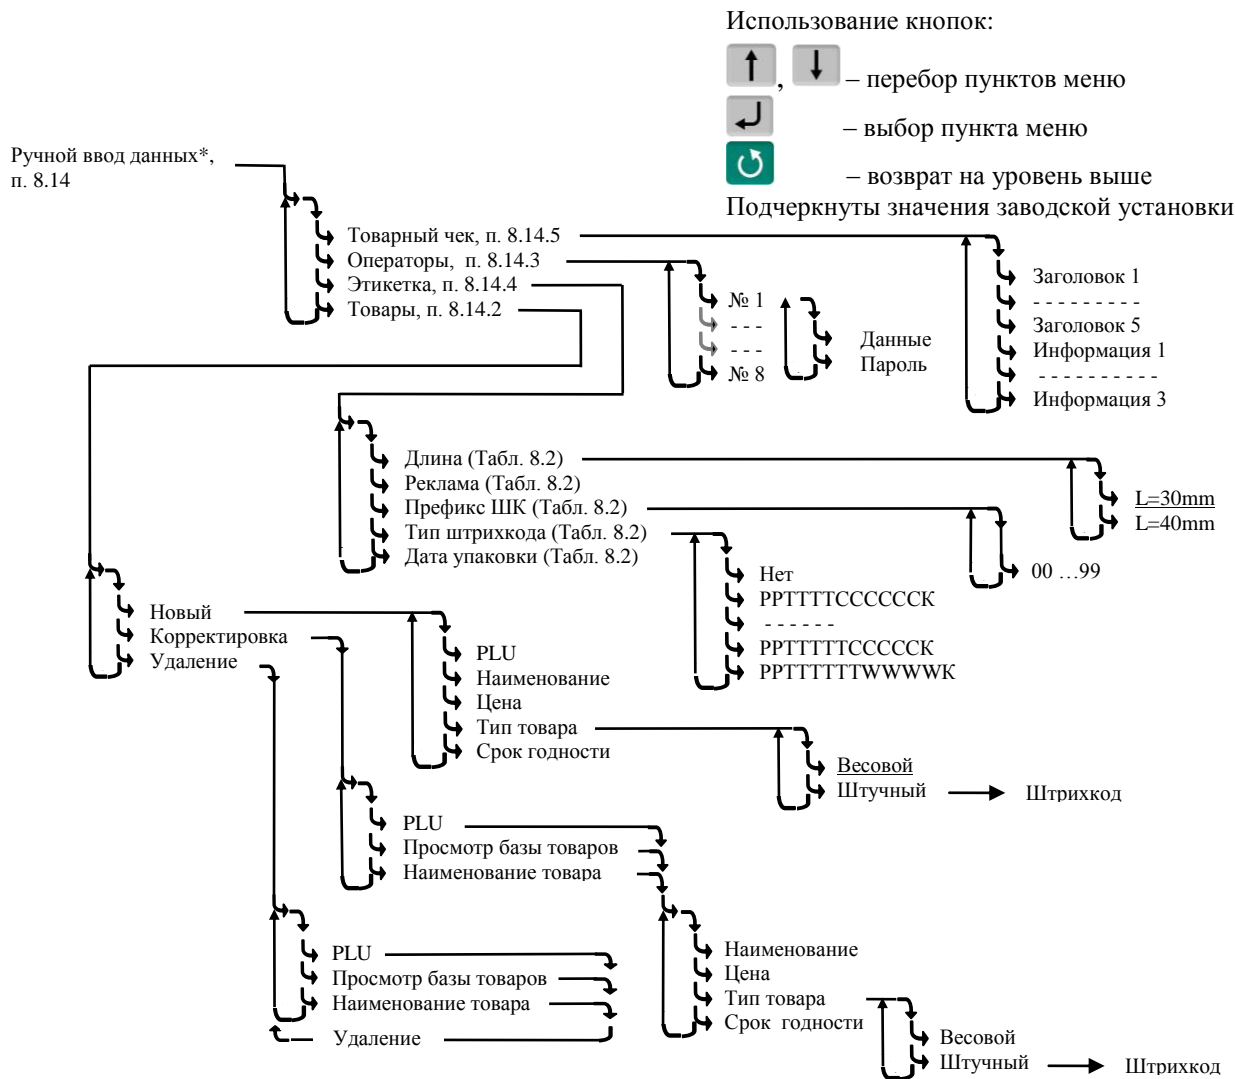 Использование кнопок:
, – перебор пунктов меню
– выбор пункта меню
– возврат на уровень выше
Подчеркнуты значения заводской установки
Ручной ввод данных*,
п. 8.14
Товарный чек, п. 8.14.5
Операторы, п. 8.14.3
Этикетка, п. 8.14.4
Товары, п. 8.14.2
№ 1
- - -
- - -
№ 8
Данные
Пароль
Заголовок 1
- - - - - - - - -
Заголовок 5
Информация 1
- - - - - - - - - -
Информация 3
Длина (Табл. 8.2)
Реклама (Табл. 8.2)
Префикс ШК (Табл. 8.2)
Тип штрихкода (Табл. 8.2)
Дата упаковки (Табл. 8.2)
L=30mm
L=40mm
00 …99
Нет
PPTTTTCCCCCCK
- - - - - -
PPTTTTTCCCCCK
PPTTTTTTWWWWK
Новый
Корректировка
Удаление
PLU
Наименование
Цена
Тип товара
Срок годности
Весовой
Штучный
Штрихкод
PLU
Просмотр базы товаров
Наименование товара
PLU
Просмотр базы товаров
Наименование товара
Удаление
Наименование
Цена
Тип товара
Срок годности
Весовой
Штучный
Штрихкод